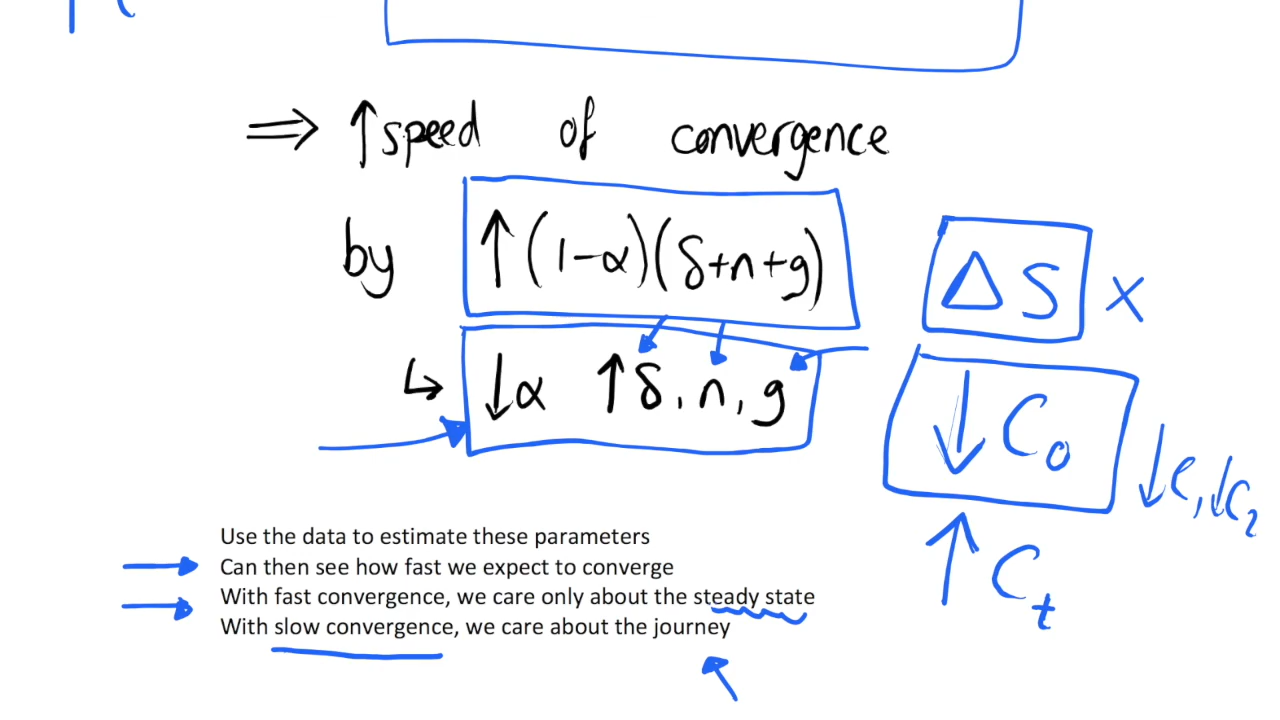 ⇒ ↑speed of convergence
by ↑(1-α)(δ+n+g)
↳ ↓α ↑δ, n, g
Δ S ×
↓ C₀
↓C₁ ↓C₂
↑ Cₜ
Use the data to estimate these parameters
Can then see how fast we expect to converge
With fast convergence, we care only about the steady state
With slow convergence, we care about the journey